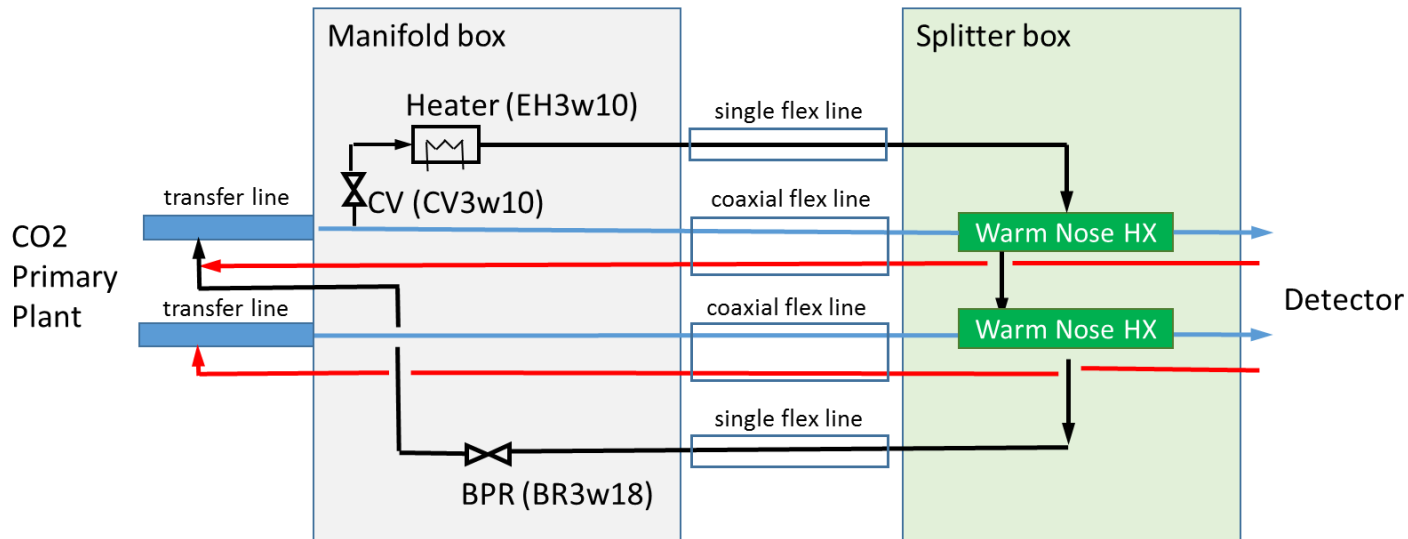 Manifold box
Splitter box
Heater (EH3w10)
single flex line
CV (CV3w10)
transfer line
coaxial flex line
CO2
Primary
Plant
Warm Nose HX
transfer line
coaxial flex line
Detector
Warm Nose HX
single flex line
BPR (BR3w18)